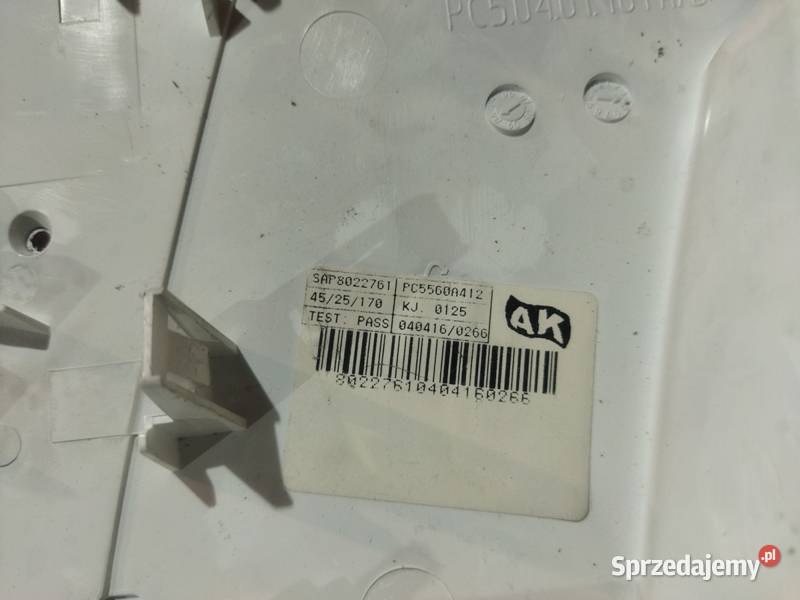 SAP8022761 PC5560A412
45/25/170 KJ. 0125
TEST: PASS 040416/0266
AK
80227610404160266
Sprzedajemy.pl